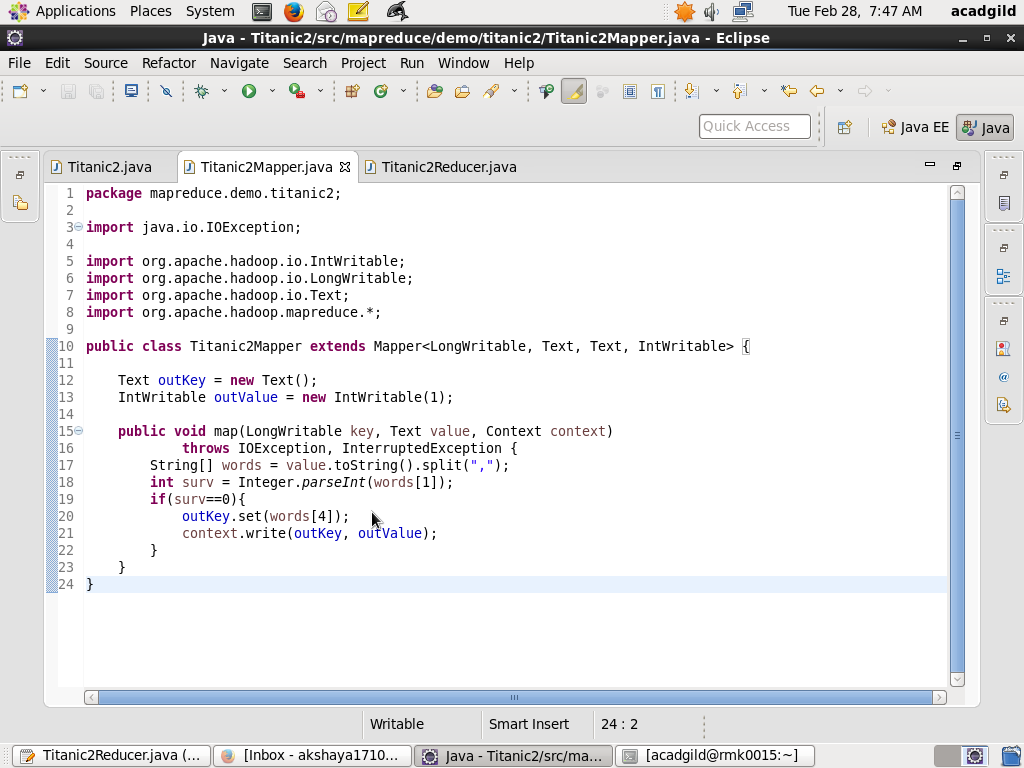 Applications Places System Tue Feb 28, 7:47 AM acadgild
Java - Titanic2/src/mapreduce/demo/titanic2/Titanic2Mapper.java - Eclipse
File Edit Source Refactor Navigate Search Project Run Window Help
Quick Access Java EE Java
Titanic2.java Titanic2Mapper.java Titanic2Reducer.java
1 package mapreduce.demo.titanic2;
2
3 import java.io.IOException;
4
5 import org.apache.hadoop.io.IntWritable;
6 import org.apache.hadoop.io.LongWritable;
7 import org.apache.hadoop.io.Text;
8 import org.apache.hadoop.mapreduce.*;
9
10 public class Titanic2Mapper extends Mapper<LongWritable, Text, Text, IntWritable> {
11
12     Text outKey = new Text();
13     IntWritable outValue = new IntWritable(1);
14
15     public void map(LongWritable key, Text value, Context context)
16             throws IOException, InterruptedException {
17         String[] words = value.toString().split(",");
18         int surv = Integer.parseInt(words[1]);
19         if(surv==0){
20             outKey.set(words[4]);
21             context.write(outKey, outValue);
22         }
23     }
24 }
Writable Smart Insert 24 : 2
Titanic2Reducer.java (... [Inbox - akshaya1710... Java - Titanic2/src/ma... [acadgild@rmk0015:~]